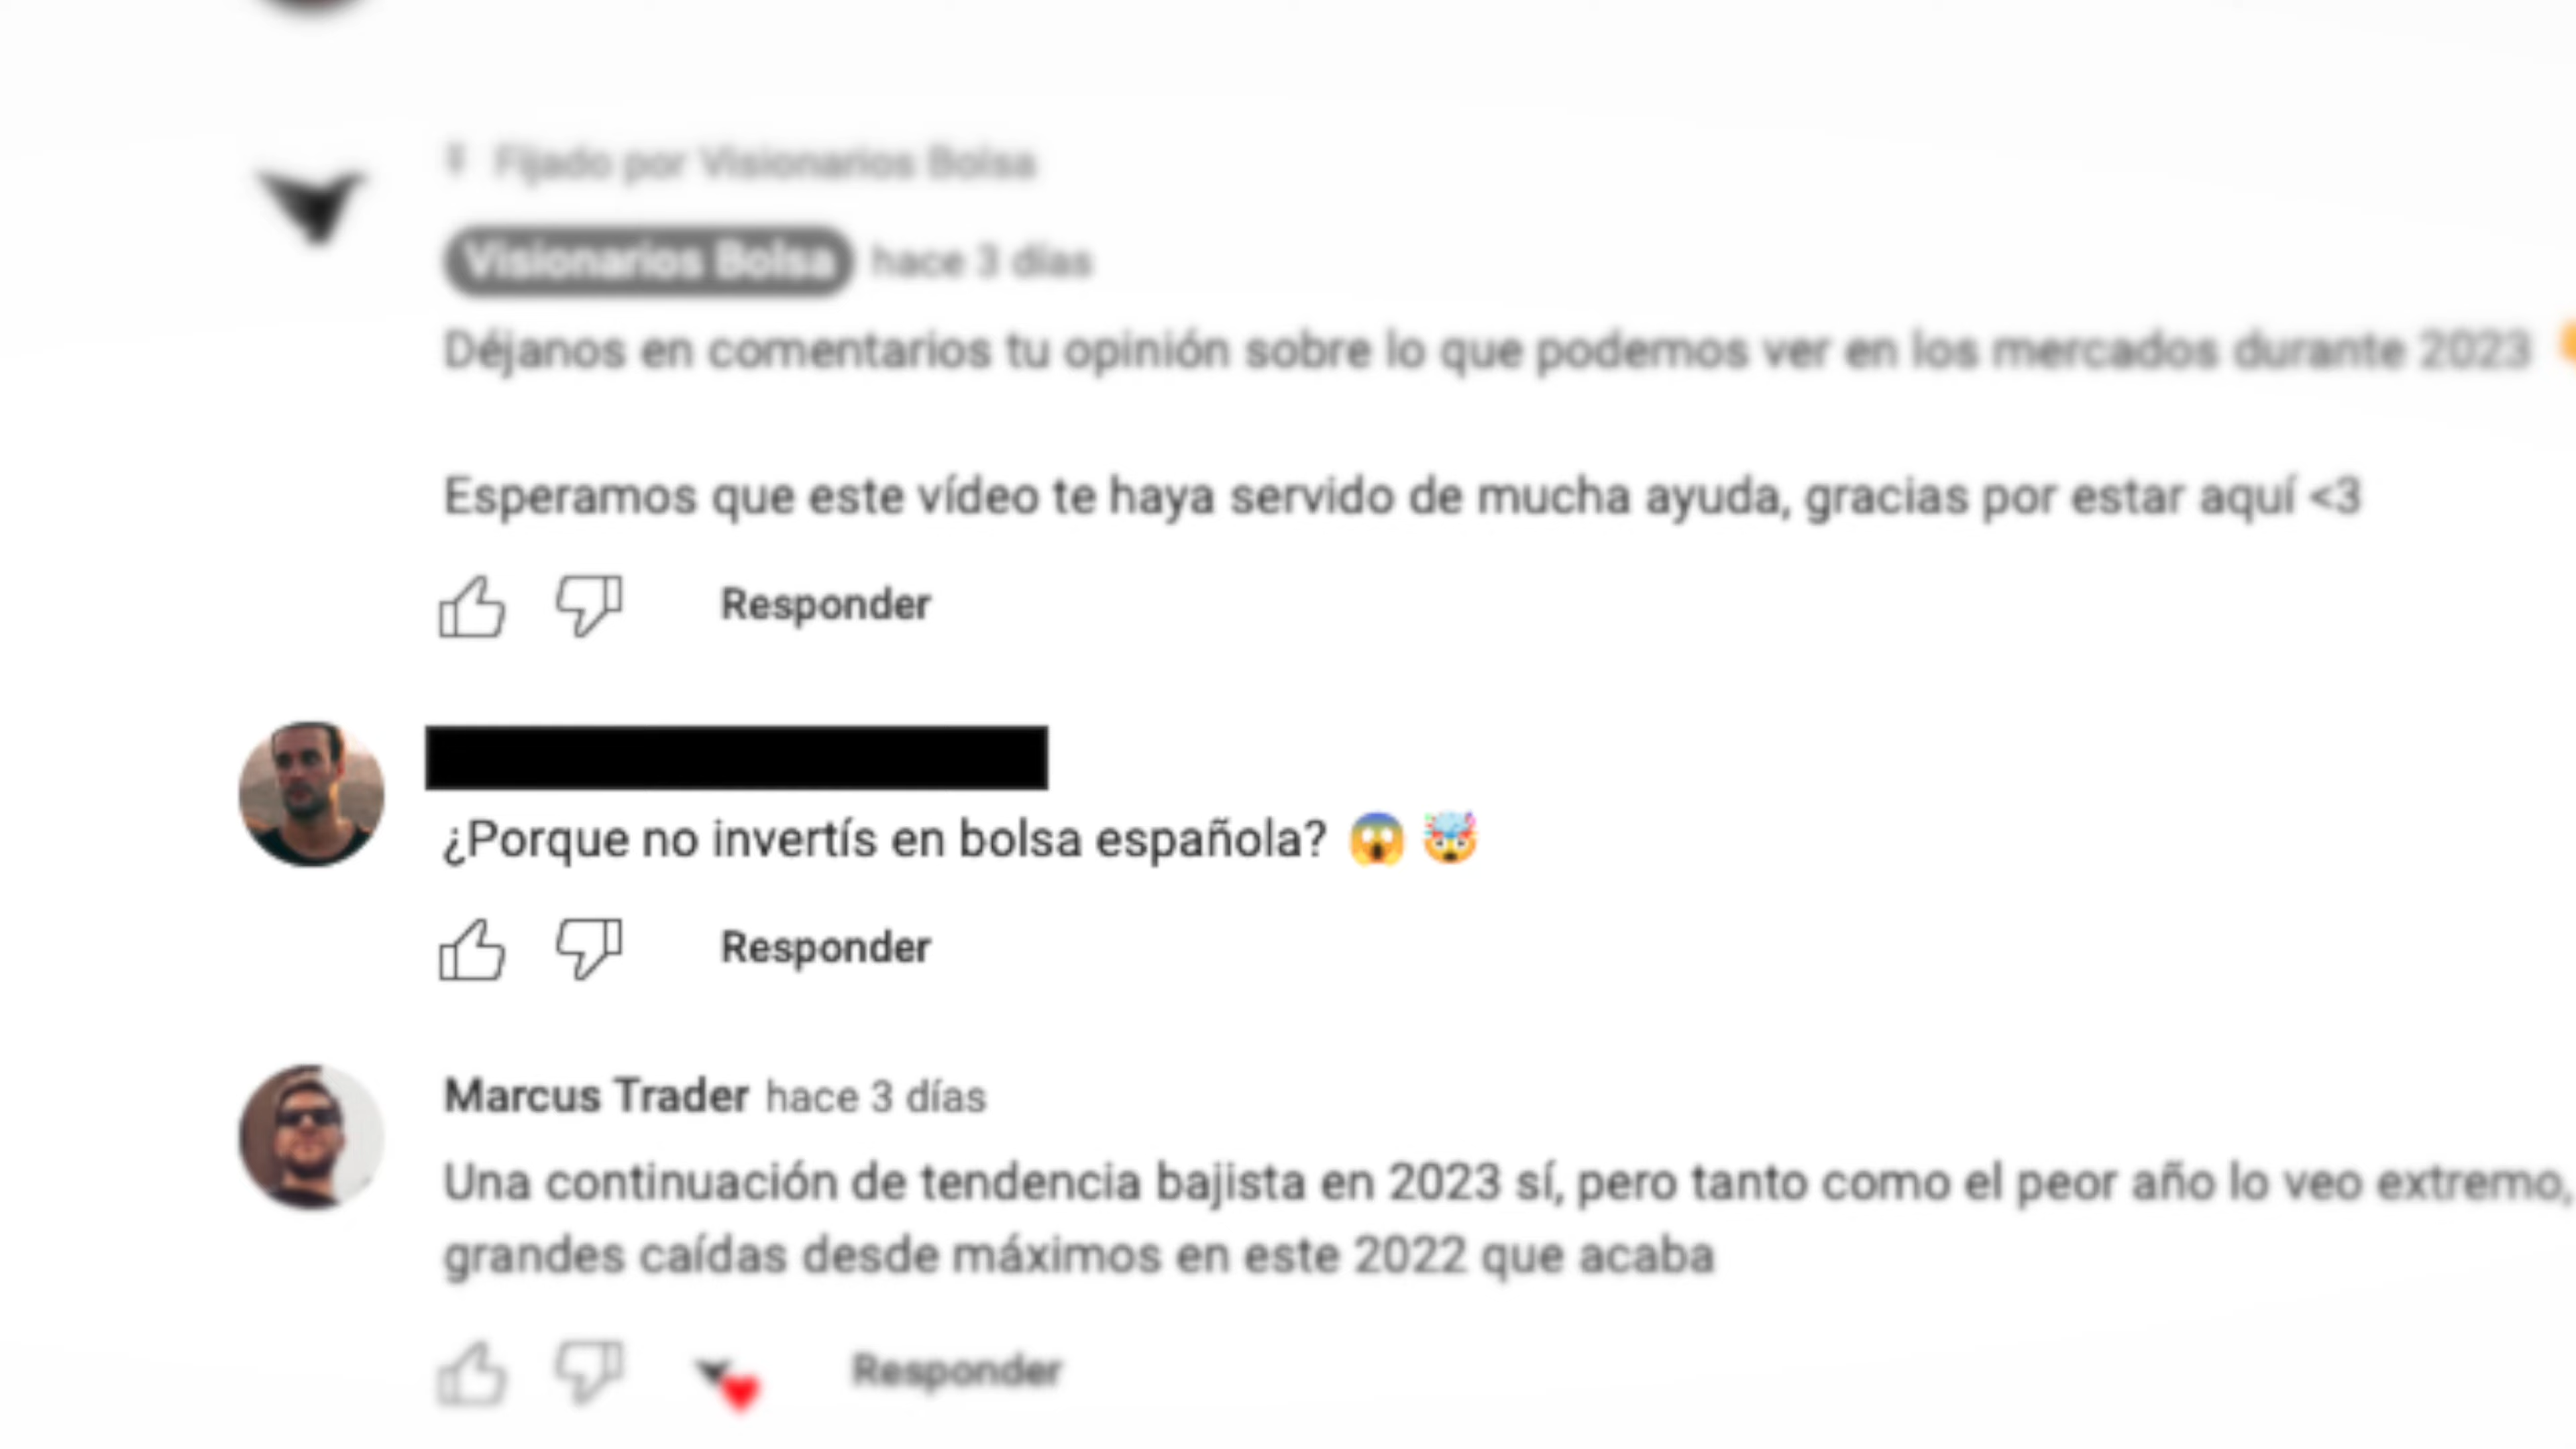 Fijado por Visionarios Bolsa
Visionarios Bolsa hace 3 días
Déjanos en comentarios tu opinión sobre lo que podemos ver en los mercados durante 2023
Esperamos que este vídeo te haya servido de mucha ayuda, gracias por estar aquí <3
Responder
¿Porque no invertís en bolsa española? 😱 🤯
Responder
Marcus Trader hace 3 días
Una continuación de tendencia bajista en 2023 sí, pero tanto como el peor año lo veo extremo,
grandes caídas desde máximos en este 2022 que acaba
Responder